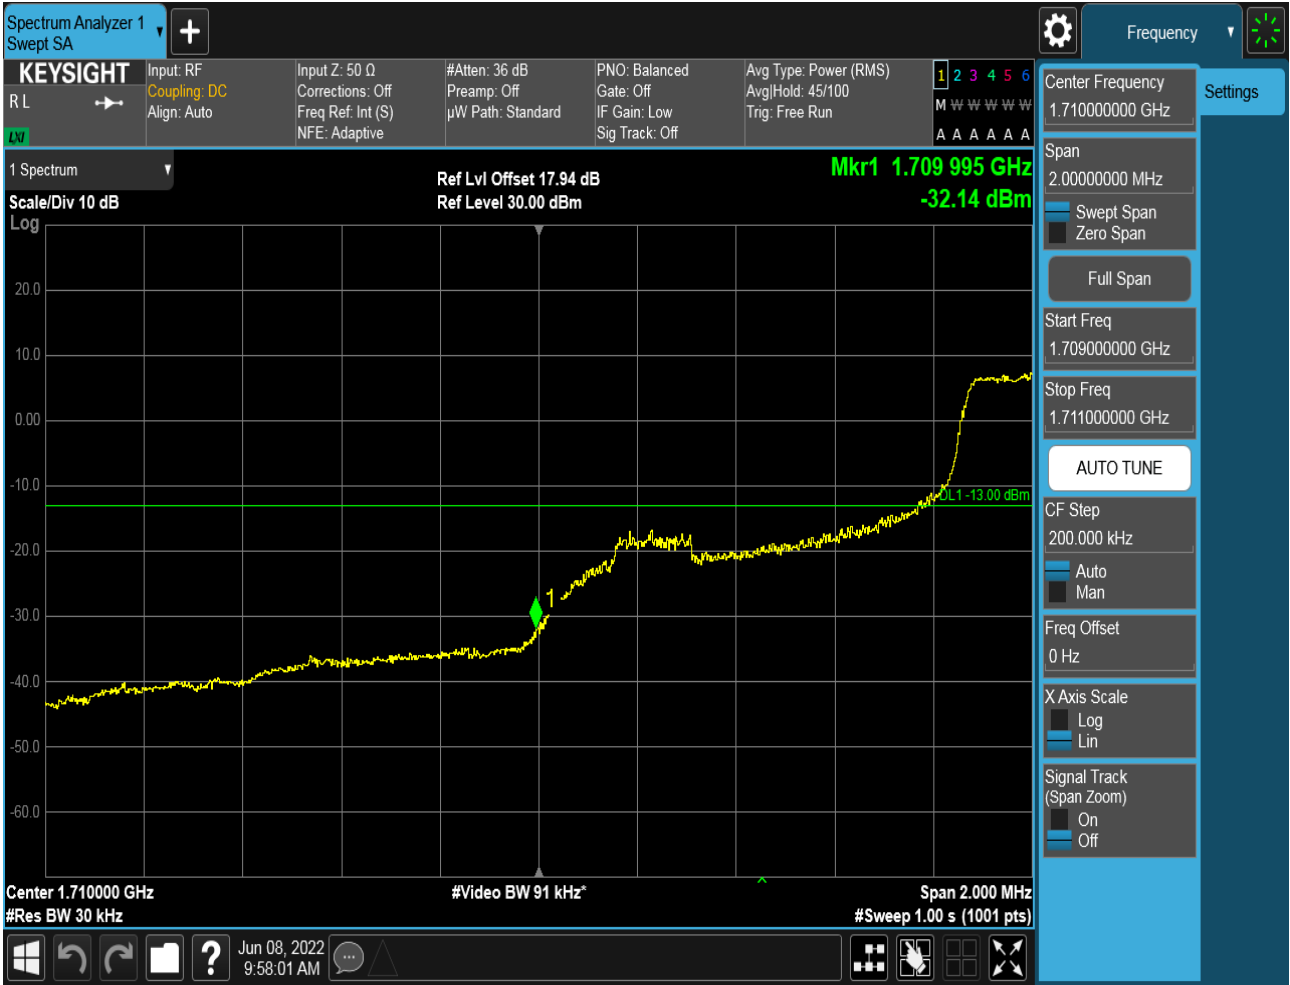 Spectrum Analyzer 1
Swept SA
Frequency
KEYSIGHT
R L
LXI
Input: RF
Coupling: DC
Align: Auto
Input Z: 50 Ω
Corrections: Off
Freq Ref: Int (S)
NFE: Adaptive
#Atten: 36 dB
Preamp: Off
µW Path: Standard
PNO: Balanced
Gate: Off
IF Gain: Low
Sig Track: Off
Avg Type: Power (RMS)
Avg|Hold: 45/100
Trig: Free Run
1 2 3 4 5 6
M W W W W W
A A A A A A
1 Spectrum
Scale/Div 10 dB
Log
Ref Lvl Offset 17.94 dB
Ref Level 30.00 dBm
Mkr1 1.709 995 GHz
-32.14 dBm
20.0
10.0
0.00
-10.0
-20.0
-30.0
-40.0
-50.0
-60.0
DL1 -13.00 dBm
1
Center 1.710000 GHz
#Res BW 30 kHz
#Video BW 91 kHz*
Span 2.000 MHz
#Sweep 1.00 s (1001 pts)
Center Frequency
1.710000000 GHz
Settings
Span
2.00000000 MHz
Swept Span
Zero Span
Full Span
Start Freq
1.709000000 GHz
Stop Freq
1.711000000 GHz
AUTO TUNE
CF Step
200.000 kHz
Auto
Man
Freq Offset
0 Hz
X Axis Scale
Log
Lin
Signal Track
(Span Zoom)
On
Off
?
Jun 08, 2022
9:58:01 AM